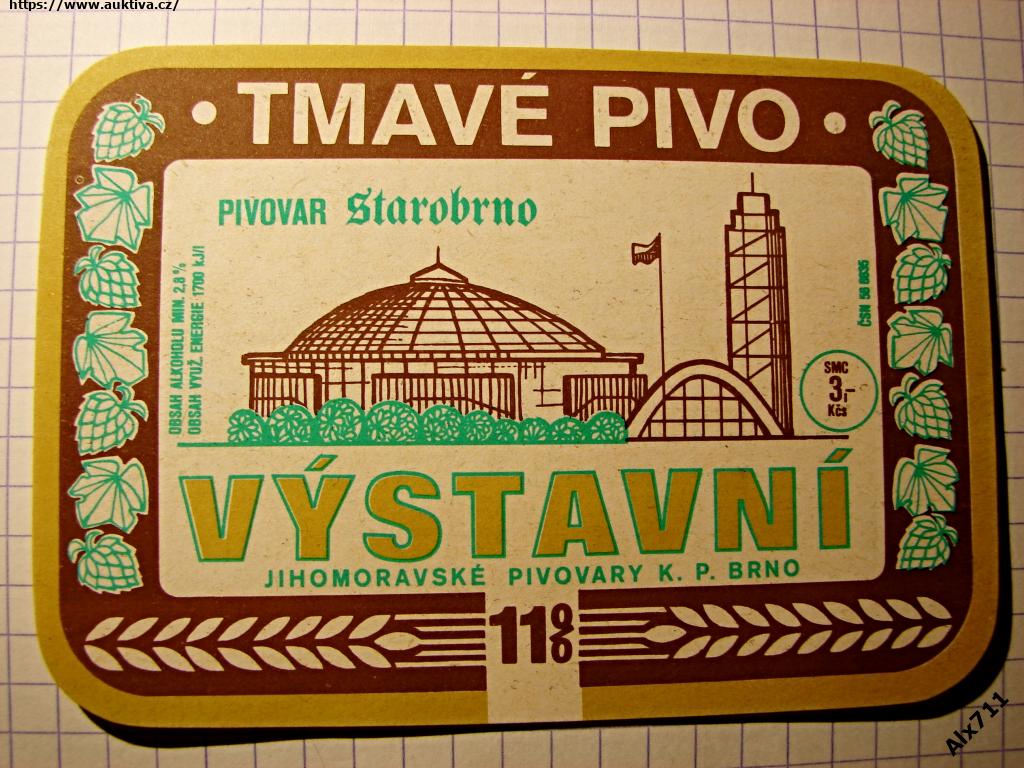 https://www.auktiva.cz/
• TMAVÉ PIVO •
PIVOVAR Starobrno
OBSAH ALKOHOLU MIN. 2,8 %
OBSAH VYUŽ. ENERGIE 1700 kJ/l
ČSN 56 6635
SMC
3,-
Kčs
VÝSTAVNÍ
JIHOMORAVSKÉ PIVOVARY K. P. BRNO
11%
Alx711